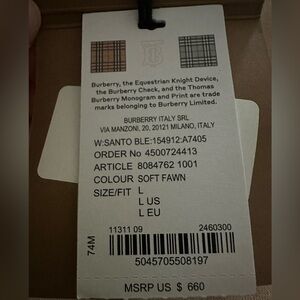 Burberry, the Equestrian Knight Device,
the Burberry Check, and the Thomas
Burberry Monogram and Print are trade
marks belonging to Burberry Limited.
BURBERRY ITALY SRL
VIA MANZONI, 20, 20121 MILANO, ITALY
W:SANTO BLE:154912:A7405
ORDER No 4500724413
ARTICLE 8084762 1001
COLOUR SOFT FAWN
SIZE/FIT L
L US
L EU
74M
11311 09 2460300
5045705508197
MSRP US $ 660